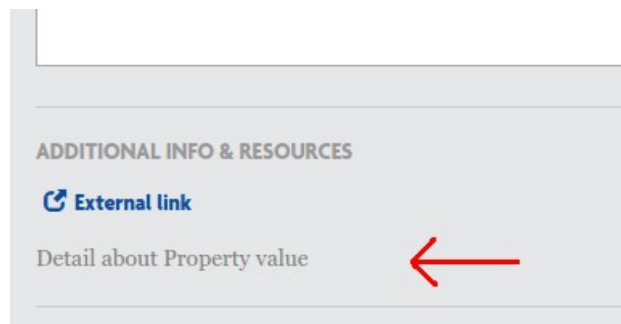 ADDITIONAL INFO & RESOURCES
External link
Detail about Property value